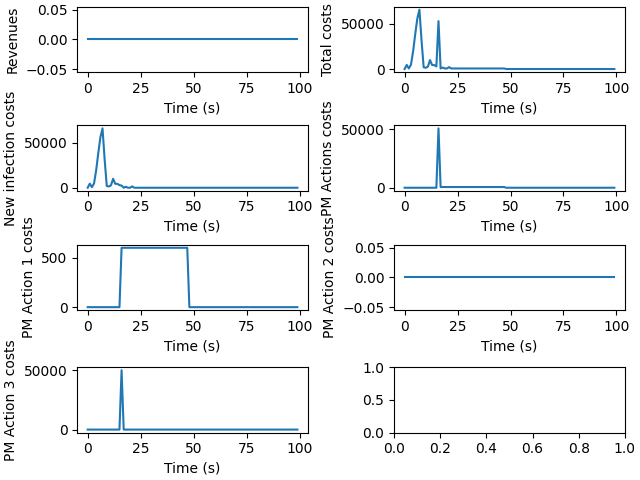 Revenues
0.05
0.00
−0.05
0 25 50 75 100
Time (s)
Total costs
50000
0
0 25 50 75 100
Time (s)
New infection costs
50000
0
0 25 50 75 100
Time (s)
PM Actions costs
50000
0
0 25 50 75 100
Time (s)
PM Action 1 costs
500
0
0 25 50 75 100
Time (s)
PM Action 2 costs
0.05
0.00
−0.05
0 25 50 75 100
Time (s)
PM Action 3 costs
50000
0
0 25 50 75 100
Time (s)
1.0
0.5
0.0
0.0 0.2 0.4 0.6 0.8 1.0